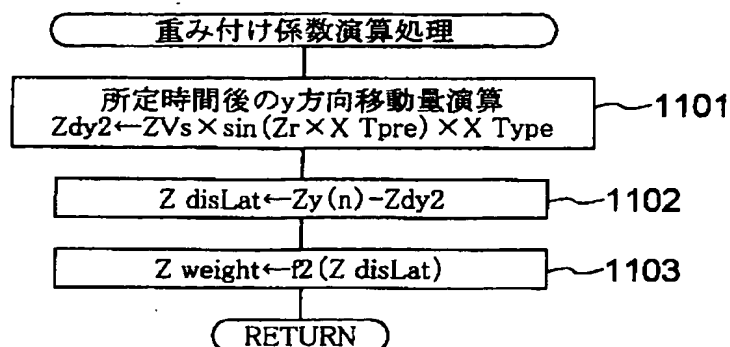 重み付け係数演算処理
所定時間後のy方向移動量演算
Zdy2←ZVs×sin(Zr×X Tpre)×X Type
1101
Z disLat←Zy(n)-Zdy2
1102
Z weight←f2(Z disLat)
1103
RETURN